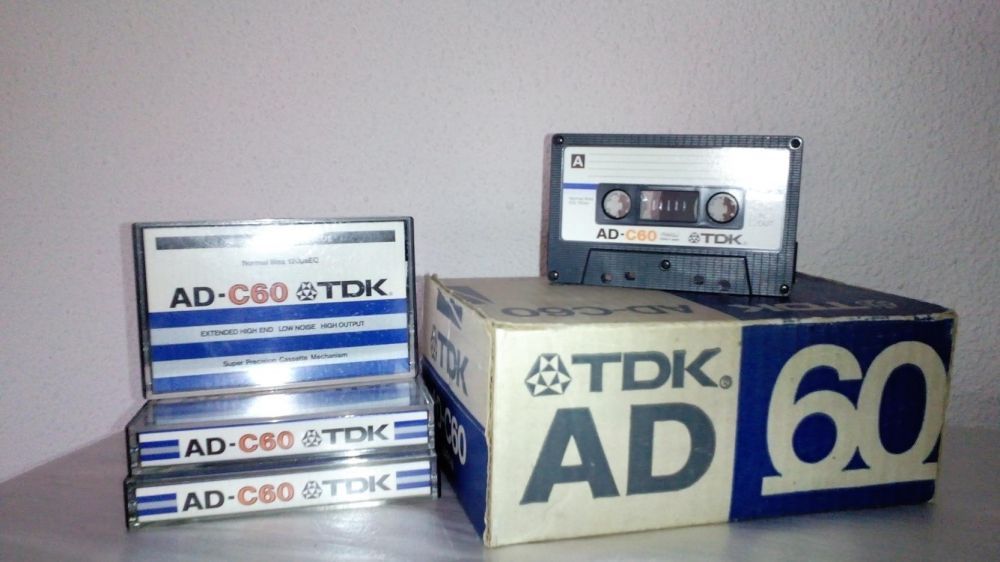 Normal Bias 120µsEQ
AD-C60 TDK
EXTENDED HIGH END LOW NOISE HIGH OUTPUT
Super Precision Cassette Mechanism
AD-C60 TDK
AD-C60 TDK
A
AD-C60 TDK
AD-C60 TDK
TDK
-C60
TDK
AD
60